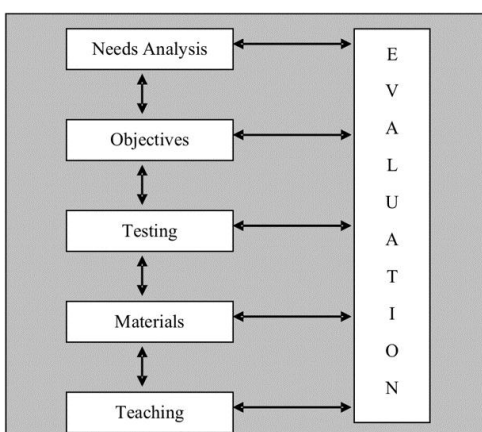 Needs Analysis
Objectives
Testing
Materials
Teaching
E
V
A
L
U
A
T
I
O
N